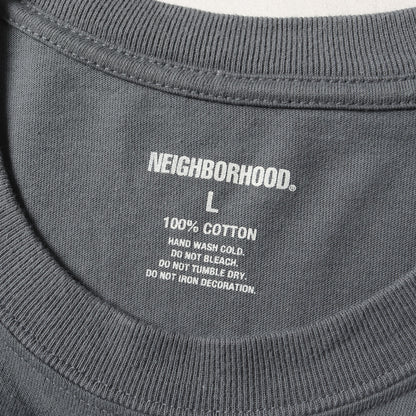 NEIGHBORHOOD®
L
100% COTTON
HAND WASH COLD.
DO NOT BLEACH.
DO NOT TUMBLE DRY.
DO NOT IRON DECORATION.